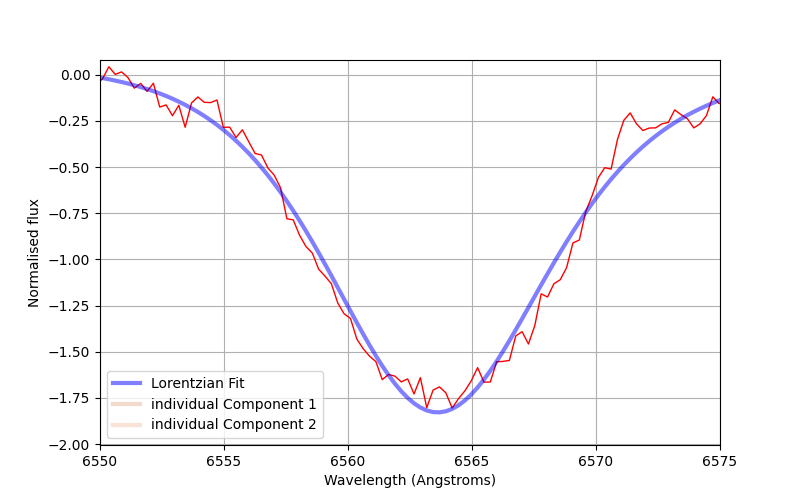 0.00
−0.25
−0.50
−0.75
−1.00
−1.25
−1.50
−1.75
−2.00
Normalised flux
Lorentzian Fit
individual Component 1
individual Component 2
6550 6555 6560 6565 6570 6575
Wavelength (Angstroms)